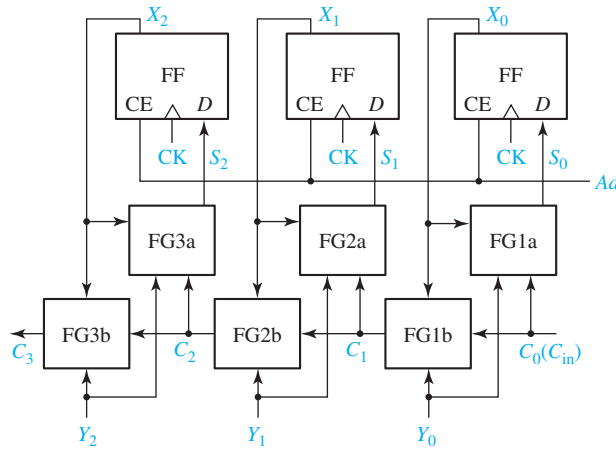 X2 X1 X0
FF FF FF
CE D CE D CE D
CK S2 CK S1 CK S0
Ad
FG3a FG2a FG1a
FG3b FG2b FG1b
C3 C2 C1 C0(Cin)
Y2 Y1 Y0